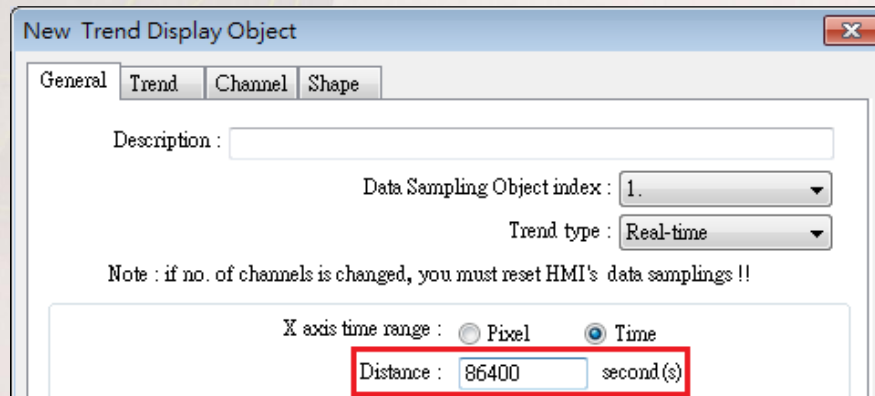 New Trend Display Object
General Trend Channel Shape
Description :
Data Sampling Object index : 1.
Trend type : Real-time
Note : if no. of channels is changed, you must reset HMI's data samplings !!
X axis time range : Pixel Time
Distance : 86400 second(s)